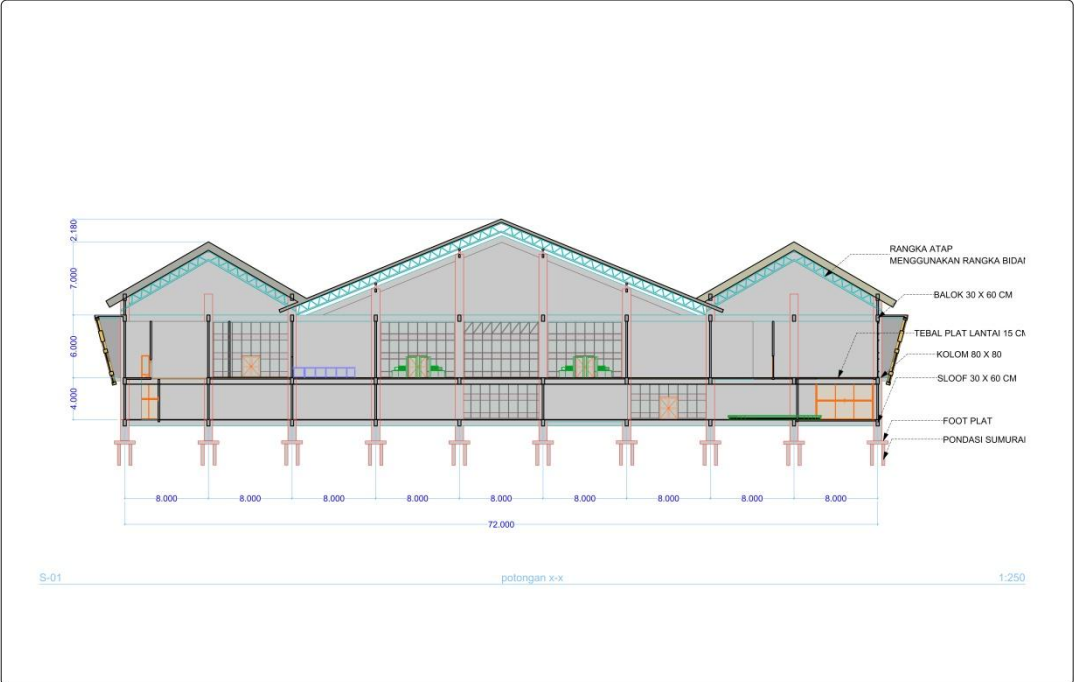 2.180
7.000
6.000
4.000
RANGKA ATAP
MENGGUNAKAN RANGKA BIDA
BALOK 30 X 60 CM
TEBAL PLAT LANTAI 15 CM
KOLOM 80 X 80
SLOOF 30 X 60 CM
FOOT PLAT
PONDASI SUMURA
8.000 8.000 8.000 8.000 8.000 8.000 8.000 8.000 8.000
72.000
S-01 potongan x-x 1:250